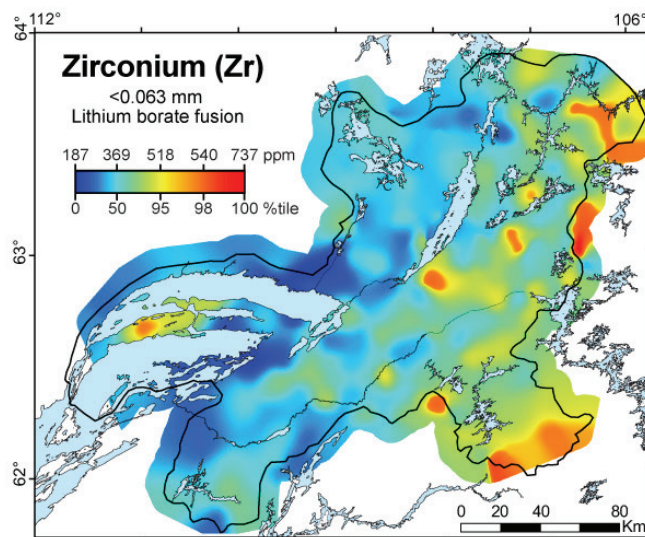 112°
106°
64°
Zirconium (Zr)
<0.063 mm
Lithium borate fusion
187 369 518 540 737 ppm
0 50 95 98 100 %tile
63°
62°
0 20 40 60 80
Km